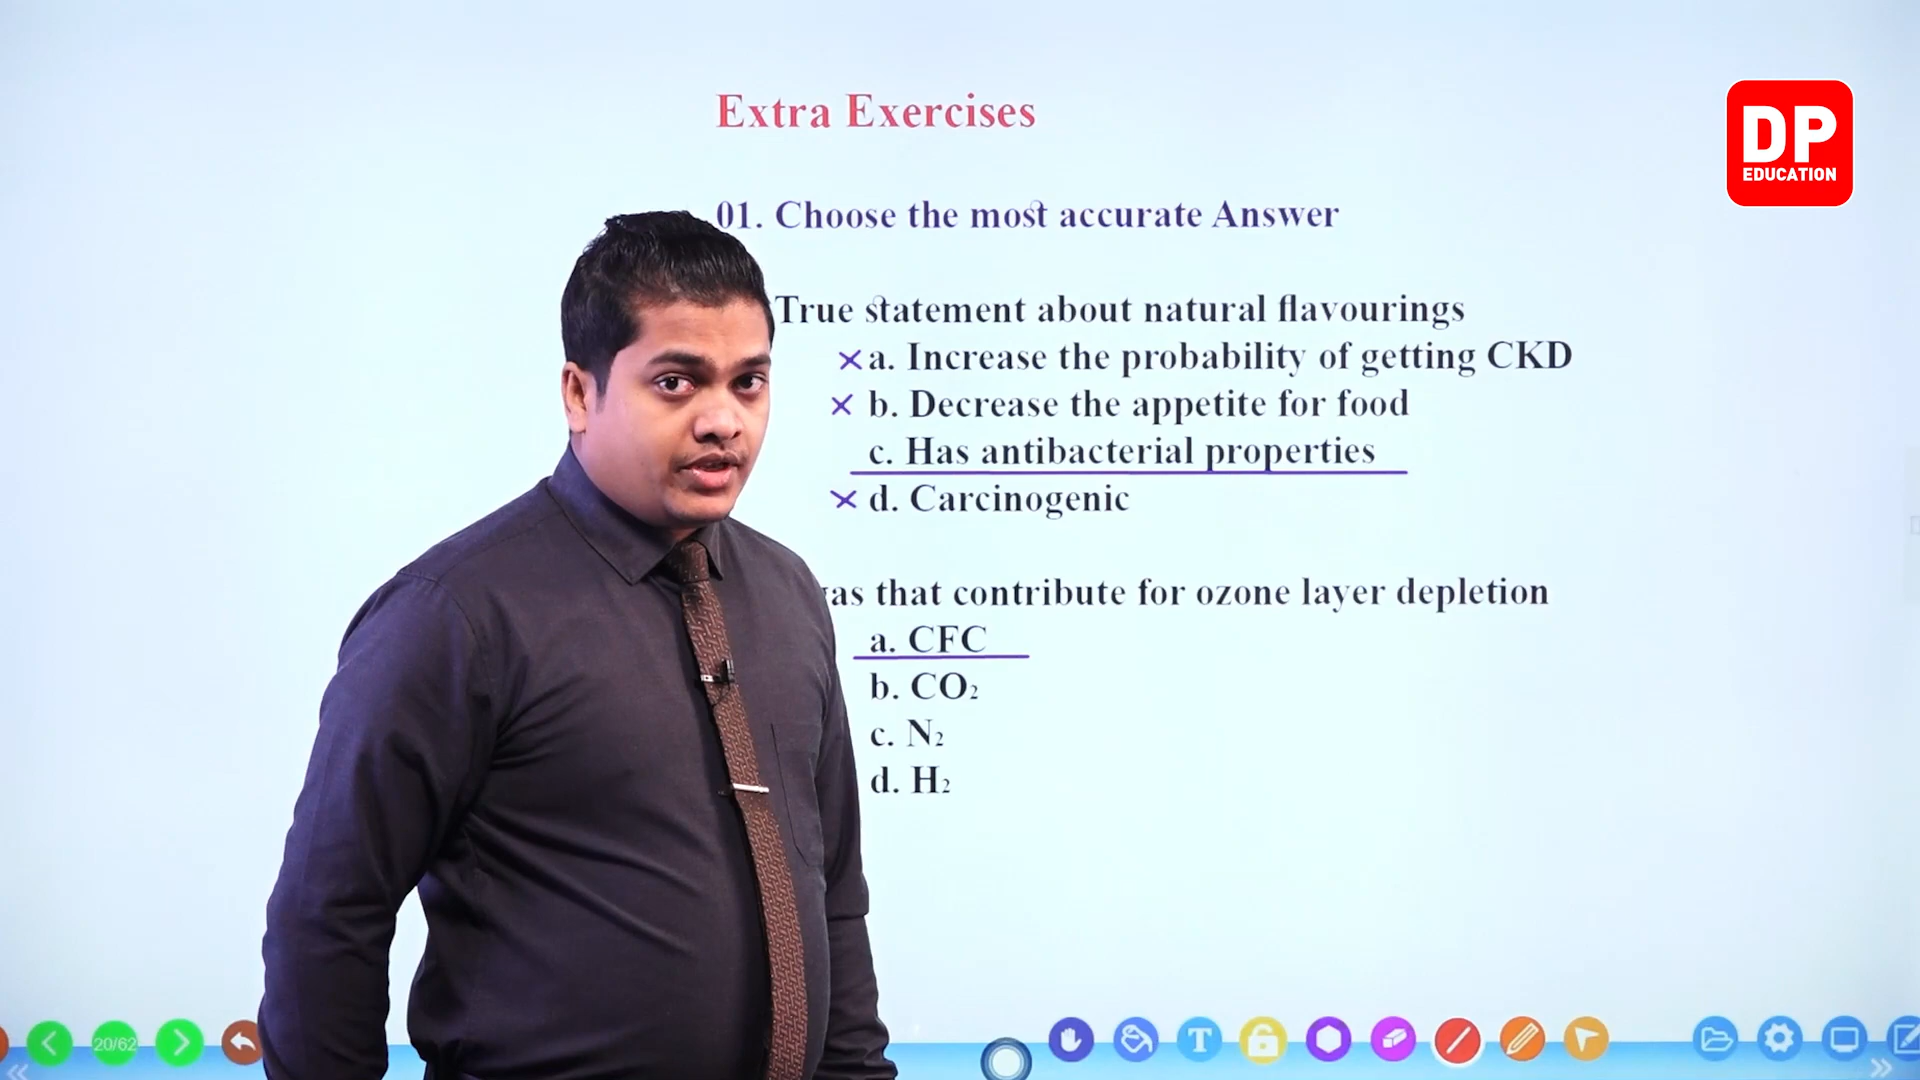 Extra Exercises
DP
EDUCATION
01. Choose the most accurate Answer
True statement about natural flavourings
a. Increase the probability of getting CKD
b. Decrease the appetite for food
c. Has antibacterial properties
d. Carcinogenic
that contribute for ozone layer depletion
a. CFC
b. CO₂
c. N₂
d. H₂
20/62
T